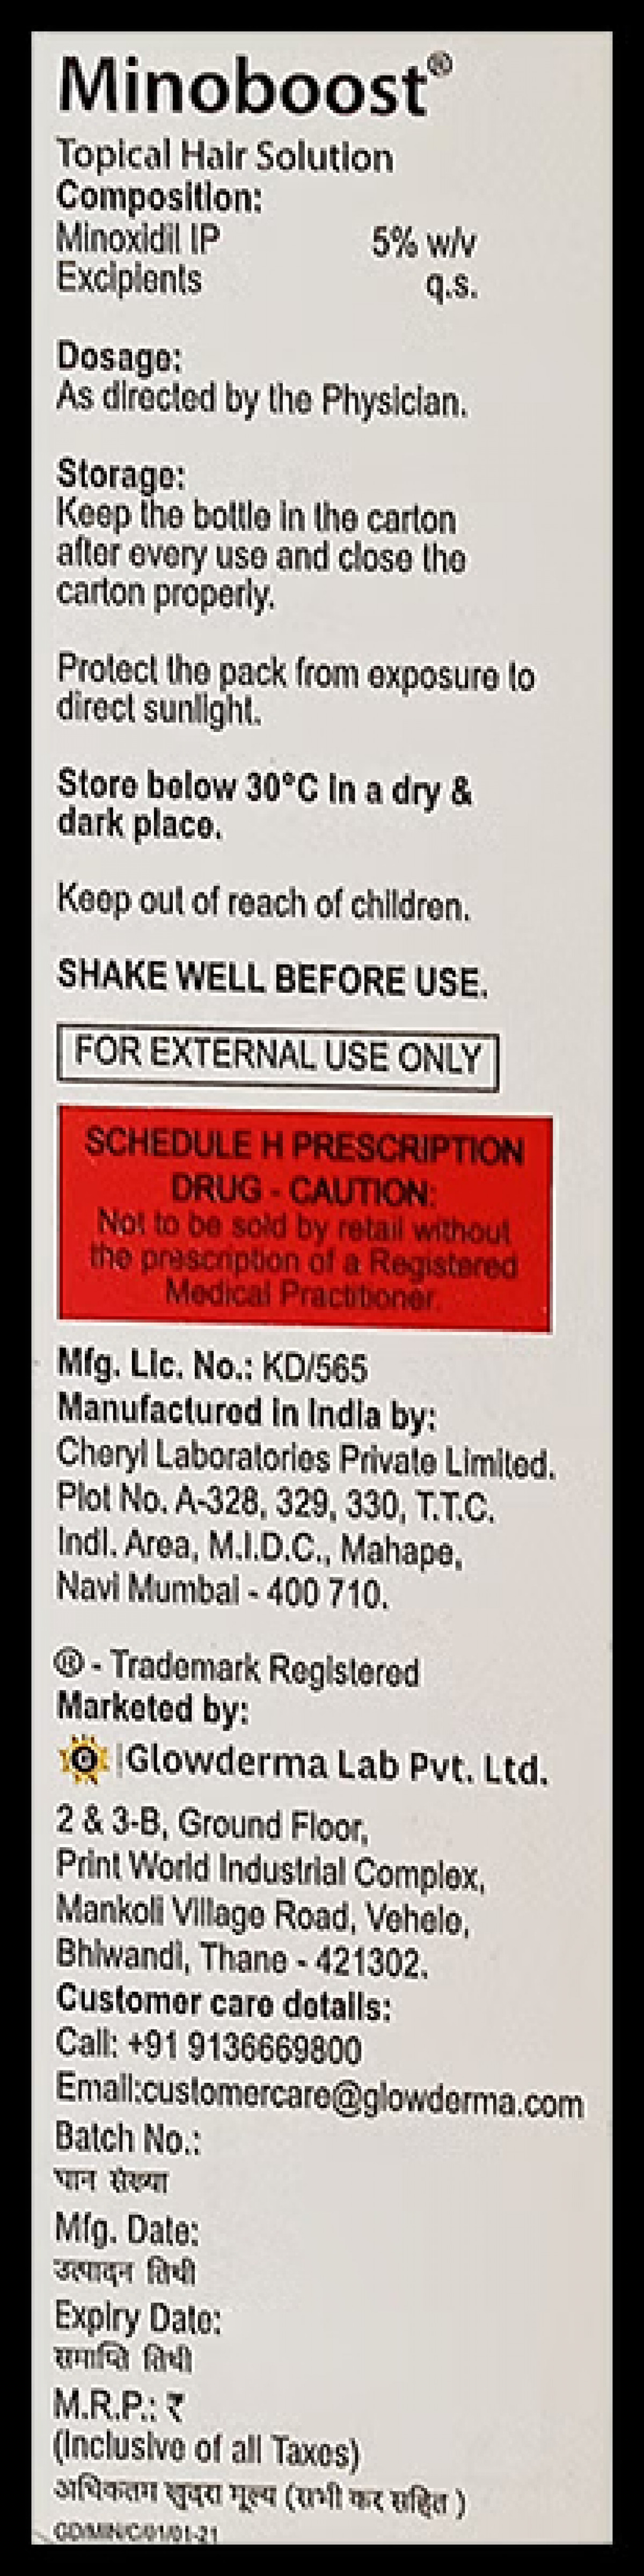 Minoboost®
Topical Hair Solution
Composition:
Minoxidil IP 5% w/v
Excipients q.s.
Dosage:
As directed by the Physician.
Storage:
Keep the bottle in the carton
after every use and close the
carton properly.
Protect the pack from exposure to
direct sunlight.
Store below 30°C in a dry &
dark place.
Keep out of reach of children.
SHAKE WELL BEFORE USE.
FOR EXTERNAL USE ONLY
SCHEDULE H PRESCRIPTION
DRUG - CAUTION:
Not to be sold by retail without
the prescription of a Registered
Medical Practitioner.
Mfg. Lic. No.: KD/565
Manufactured in India by:
Cheryl Laboratories Private Limited.
Plot No. A-328, 329, 330, T.T.C.
Indl. Area, M.I.D.C., Mahape,
Navi Mumbai - 400 710.
® - Trademark Registered
Marketed by:
G Glowderma Lab Pvt. Ltd.
2 & 3-B, Ground Floor,
Print World Industrial Complex,
Mankoli Village Road, Vehele,
Bhiwandi, Thane - 421302.
Customer care details:
Call: +91 9136669800
Email:customercare@glowderma.com
Batch No.:
घान संख्या
Mfg. Date:
उत्पादन तिथी
Expiry Date:
समाप्ति तिथी
M.R.P.: ₹
(Inclusive of all Taxes)
अधिकतम खुदरा मूल्य (सभी कर सहित )
GD/MIN/C/01/01-21